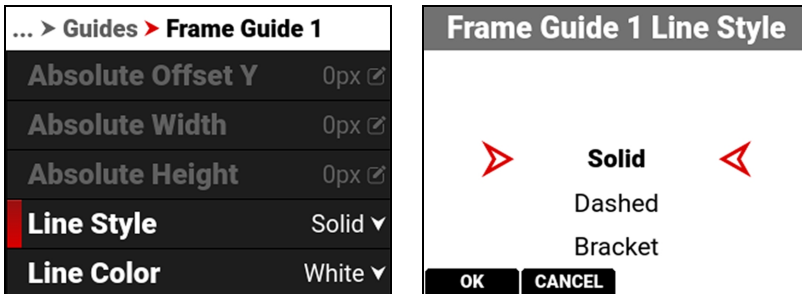 ... > Guides > Frame Guide 1
Absolute Offset Y 0px
Absolute Width 0px
Absolute Height 0px
Line Style Solid
Line Color White
Frame Guide 1 Line Style
Solid
Dashed
Bracket
OK CANCEL